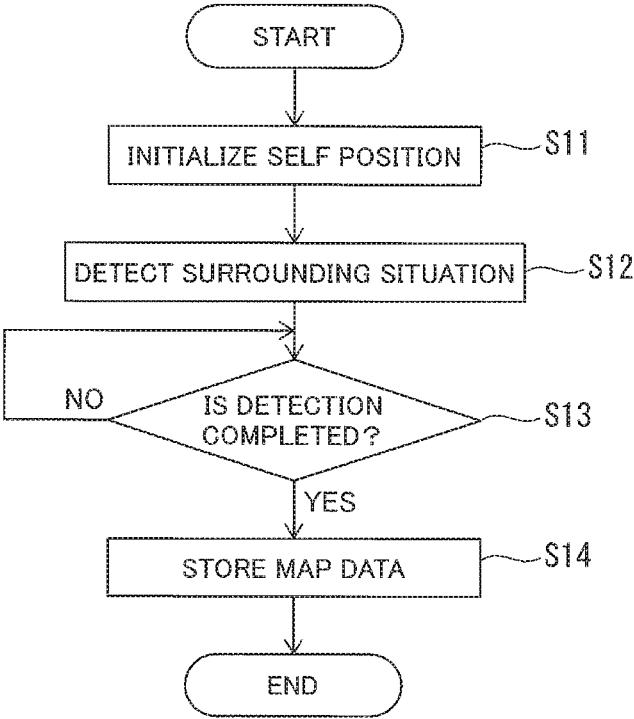 START
INITIALIZE SELF POSITION
S11
DETECT SURROUNDING SITUATION
S12
NO
IS DETECTION
COMPLETED?
S13
YES
STORE MAP DATA
S14
END